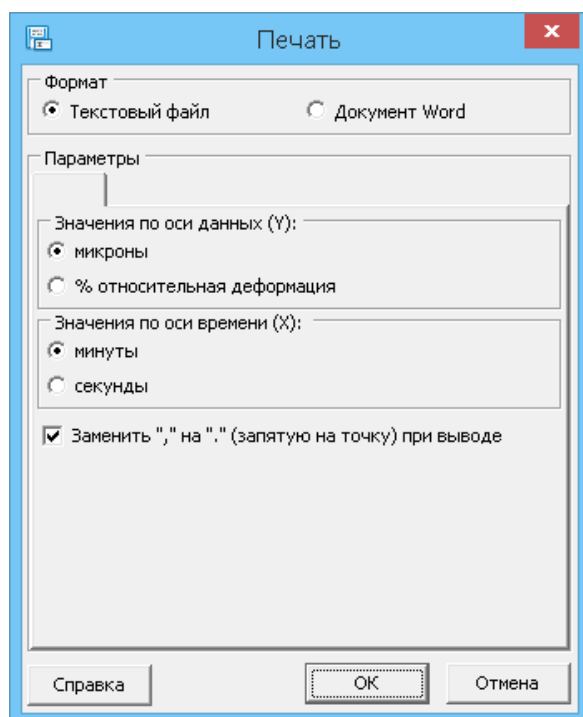 Печать
Формат
Текстовый файл
Документ Word
Параметры
Значения по оси данных (Y):
микроны
% относительная деформация
Значения по оси времени (X):
минуты
секунды
Заменить "," на "." (запятую на точку) при выводе
Справка
ОК
Отмена